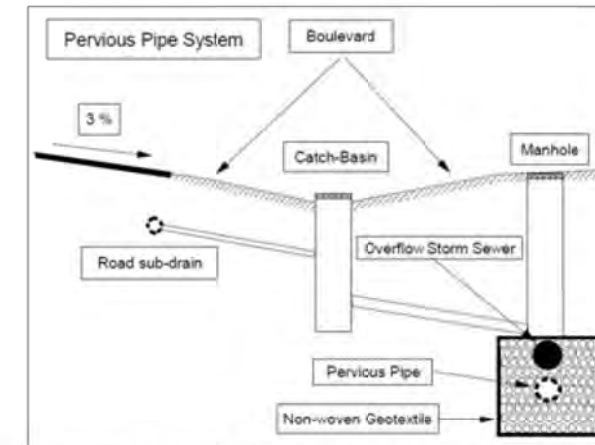 Pervious Pipe System
Boulevard
3 %
Catch-Basin
Manhole
Road sub-drain
Overflow Storm Sewer
Pervious Pipe
Non-woven Geotextile